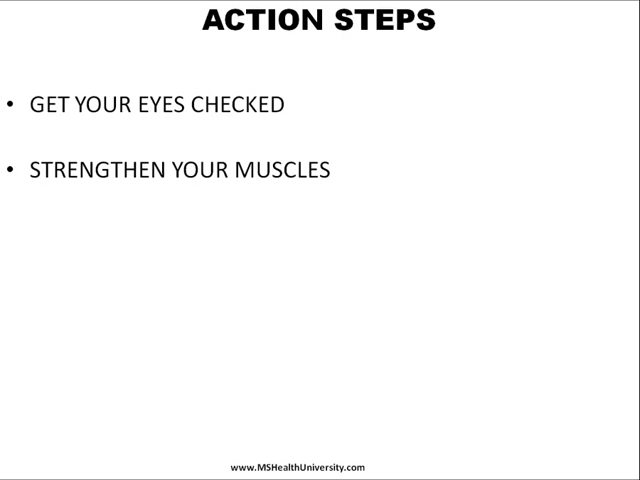 ACTION STEPS
• GET YOUR EYES CHECKED
• STRENGTHEN YOUR MUSCLES
www.MSHealthUniversity.com